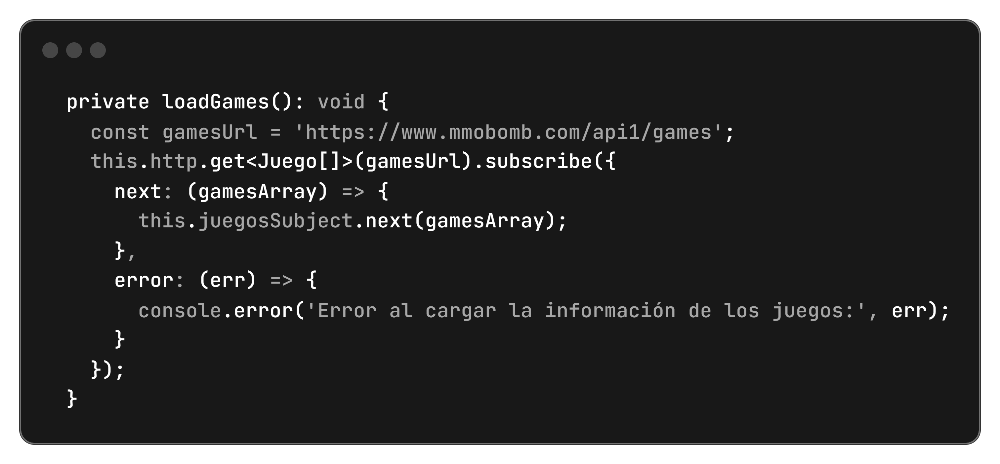 private loadGames(): void {
  const gamesUrl = 'https://www.mmobomb.com/api1/games';
  this.http.get<Juego[]>(gamesUrl).subscribe({
    next: (gamesArray) => {
      this.juegosSubject.next(gamesArray);
    },
    error: (err) => {
      console.error('Error al cargar la información de los juegos:', err);
    }
  });
}